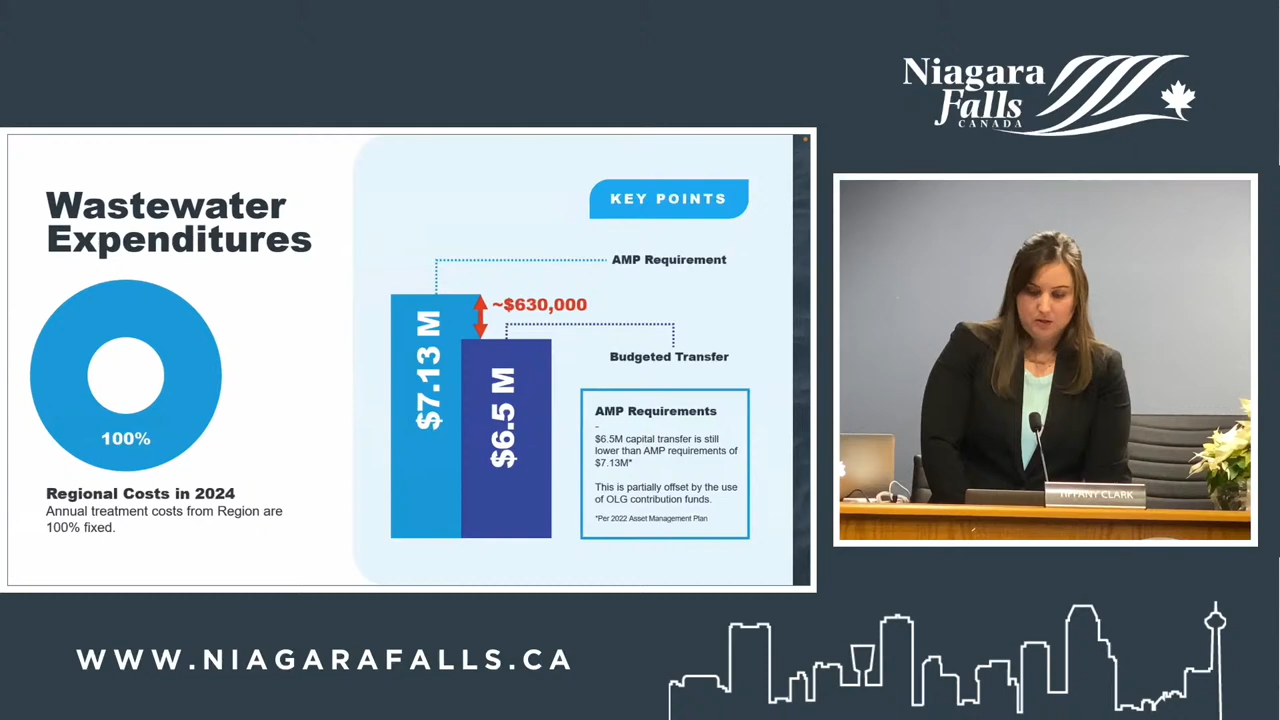 Niagara
Falls
CANADA
Wastewater
Expenditures
100%
Regional Costs in 2024
Annual treatment costs from Region are
100% fixed.
KEY POINTS
AMP Requirement
~$630,000
Budgeted Transfer
$7.13 M
$6.5 M
AMP Requirements
-
$6.5M capital transfer is still
lower than AMP requirements of
$7.13M*
This is partially offset by the use
of OLG contribution funds.
*Per 2022 Asset Management Plan
TIFFANY CLARK
WWW.NIAGARAFALLS.CA